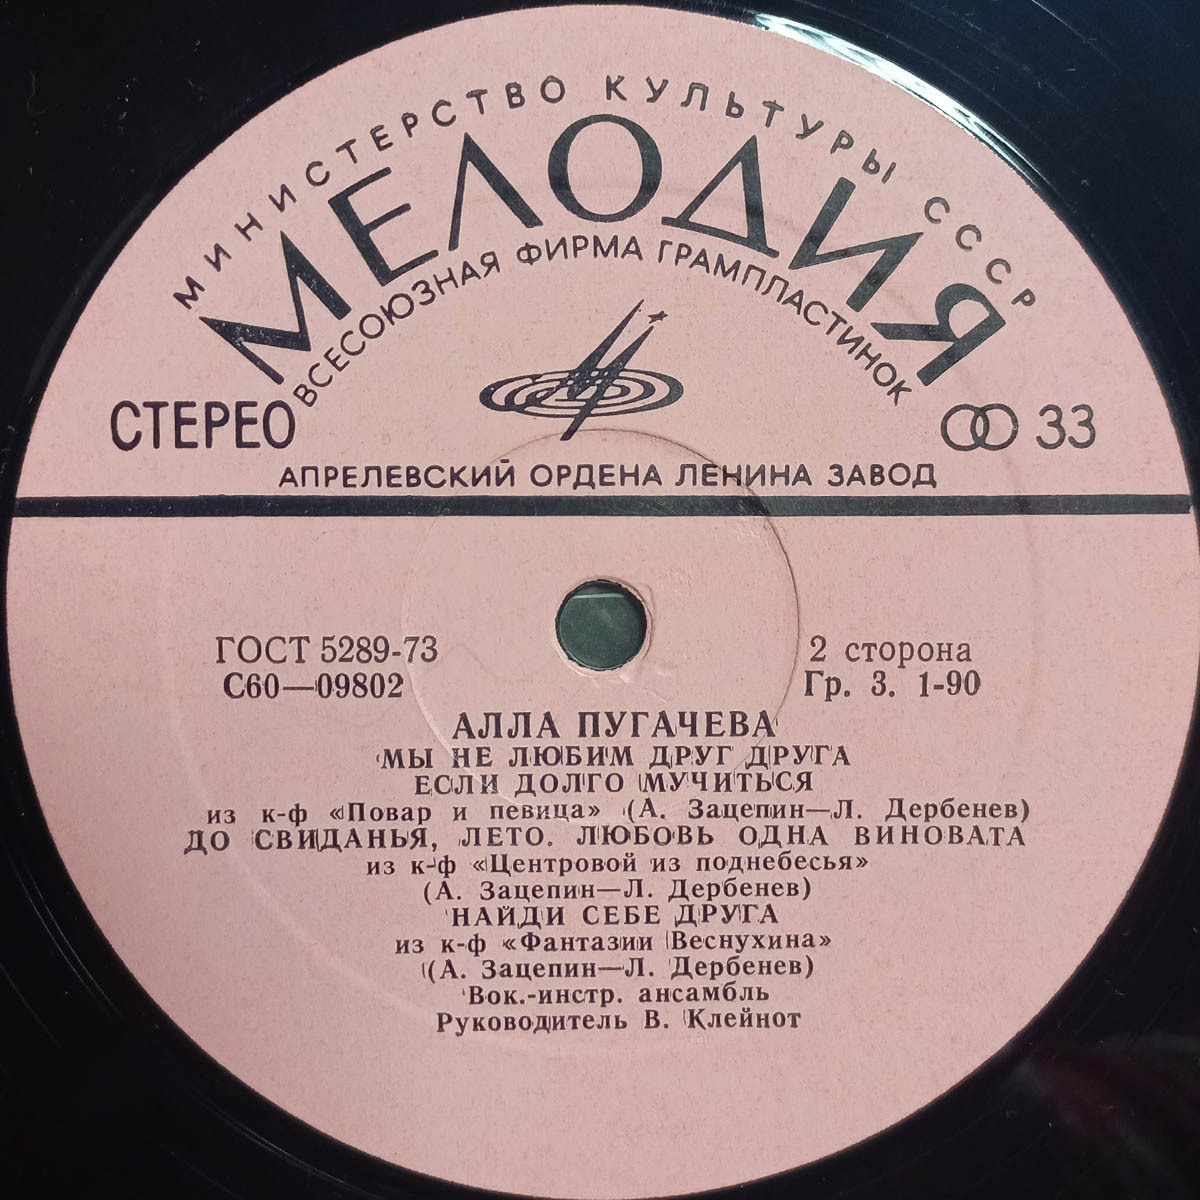 МИНИСТЕРСТВО КУЛЬТУРЫ СССР
МЕЛОДИЯ
ВСЕСОЮЗНАЯ ФИРМА ГРАМПЛАСТИНОК
СТЕРЕО
33
АПРЕЛЕВСКИЙ ОРДЕНА ЛЕНИНА ЗАВОД
ГОСТ 5289-73
С60—09802
2 сторона
Гр. 3. 1-90
АЛЛА ПУГАЧЕВА
МЫ НЕ ЛЮБИМ ДРУГ ДРУГА
ЕСЛИ ДОЛГО МУЧИТЬСЯ
из к-ф «Повар и певица» (А. Зацепин—Л. Дербенев)
ДО СВИДАНЬЯ, ЛЕТО. ЛЮБОВЬ ОДНА ВИНОВАТА
из к-ф «Центровой из поднебесья»
(А. Зацепин—Л. Дербенев)
НАЙДИ СЕБЕ ДРУГА
из к-ф «Фантазии Веснухина»
(А. Зацепин—Л. Дербенев)
Вок.-инстр. ансамбль
Руководитель В. Клейнот